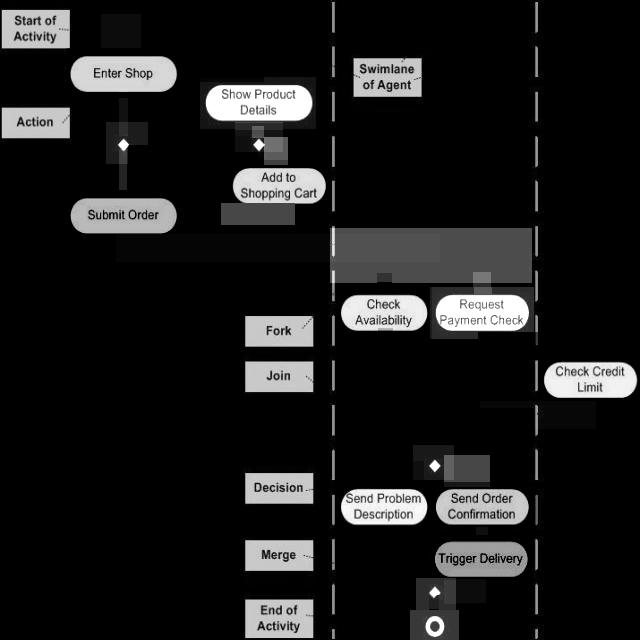 Start of
Activity
Enter Shop
Swimlane
of Agent
Show Product
Details
Action
Add to
Shopping Cart
Submit Order
Check
Availability
Request
Payment Check
Fork
Join
Check Credit
Limit
Decision
Send Problem
Description
Send Order
Confirmation
Merge
Trigger Delivery
End of
Activity